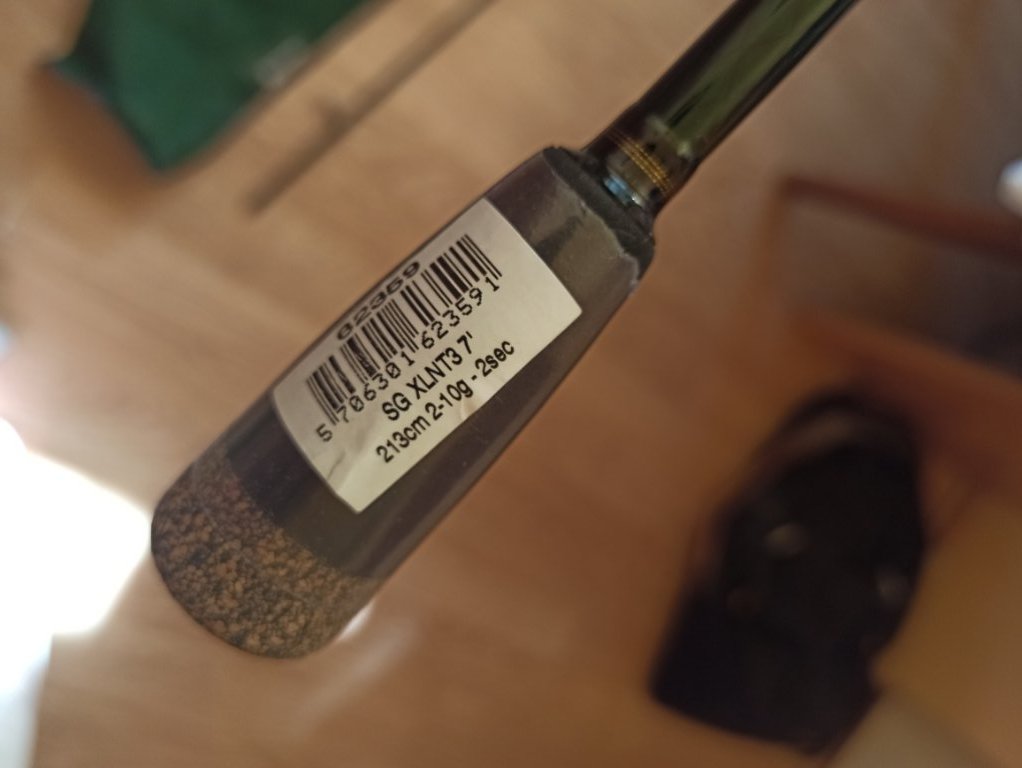 62359
5 706301 623591
SG XLNT3 7'
213cm 2-10g - 2sec